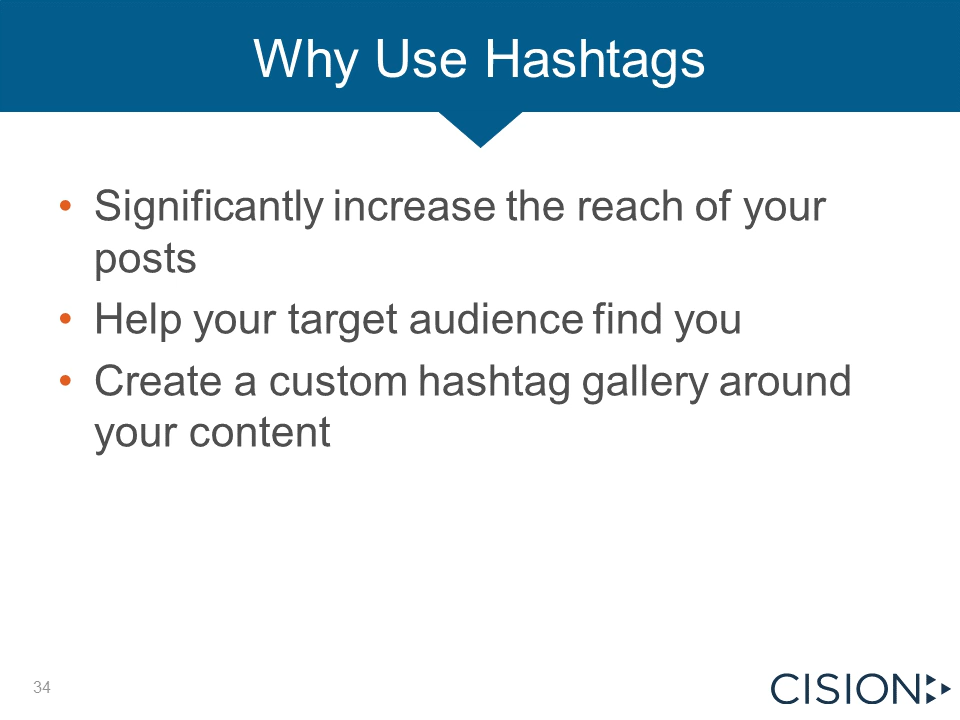 Why Use Hashtags
• Significantly increase the reach of your
posts
• Help your target audience find you
• Create a custom hashtag gallery around
your content
34
CISION